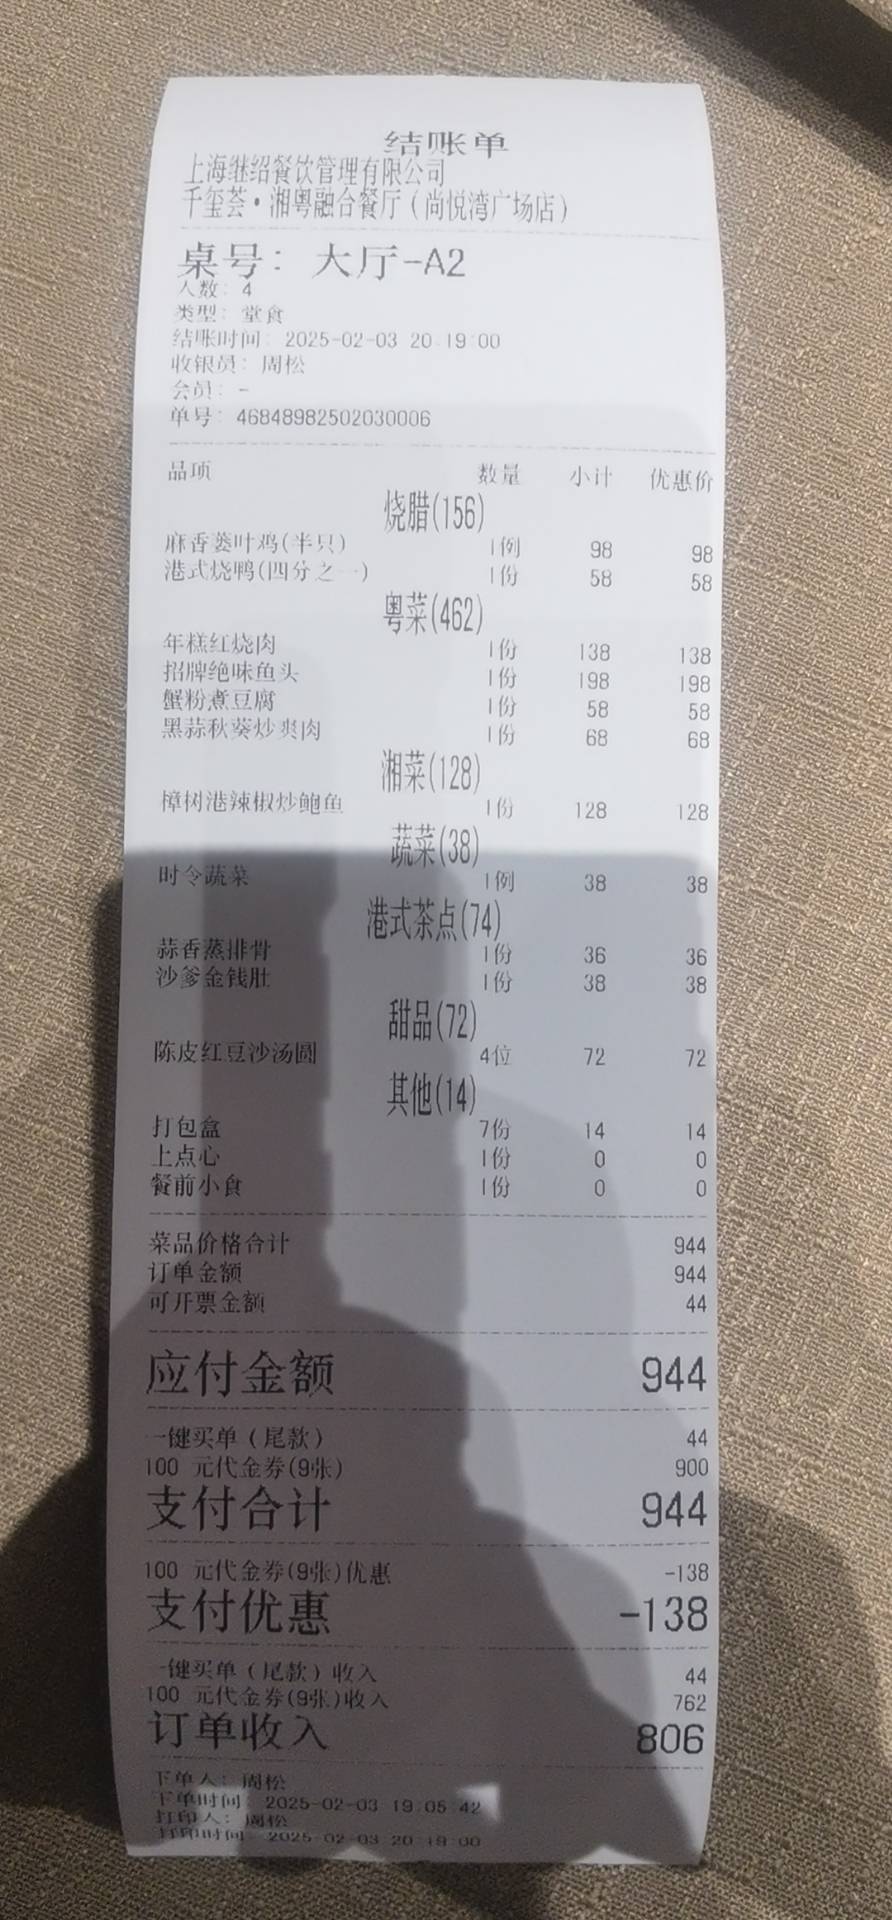 结账单
上海继绍餐饮管理有限公司
千玺荟·湘粤融合餐厅(尚悦湾广场店)
桌号: 大厅-A2
人数: 4
类型: 堂食
结账时间: 2025-02-03 20:19:00
收银员: 周松
会员: -
单号: 46848982502030006
品项 数量 小计 优惠价
烧腊(156)
麻香蒌叶鸡(半只) 1例 98 98
港式烧鸭(四分之一) 1份 58 58
粤菜(462)
年糕红烧肉 1份 138 138
招牌绝味鱼头 1份 198 198
蟹粉煮豆腐 1份 58 58
黑蒜秋葵炒爽肉 1份 68 68
湘菜(128)
樟树港辣椒炒鲍鱼 1份 128 128
蔬菜(38)
时令蔬菜 1例 38 38
港式茶点(74)
蒜香蒸排骨 1份 36 36
沙爹金钱肚 1份 38 38
甜品(72)
陈皮红豆沙汤圆 4位 72 72
其他(14)
打包盒 7份 14 14
上点心 1份 0 0
餐前小食 1份 0 0
菜品价格合计 944
订单金额 944
可开票金额 44
应付金额 944
一键买单(尾款) 44
100 元代金券(9张) 900
支付合计 944
100 元代金券(9张)优惠 -138
支付优惠 -138
一键买单(尾款)收入 44
100 元代金券(9张)收入 762
订单收入 806
下单人: 周松
下单时间: 2025-02-03 19:05:42
打印人: 周松
打印时间: 2025-02-03 20:19:00